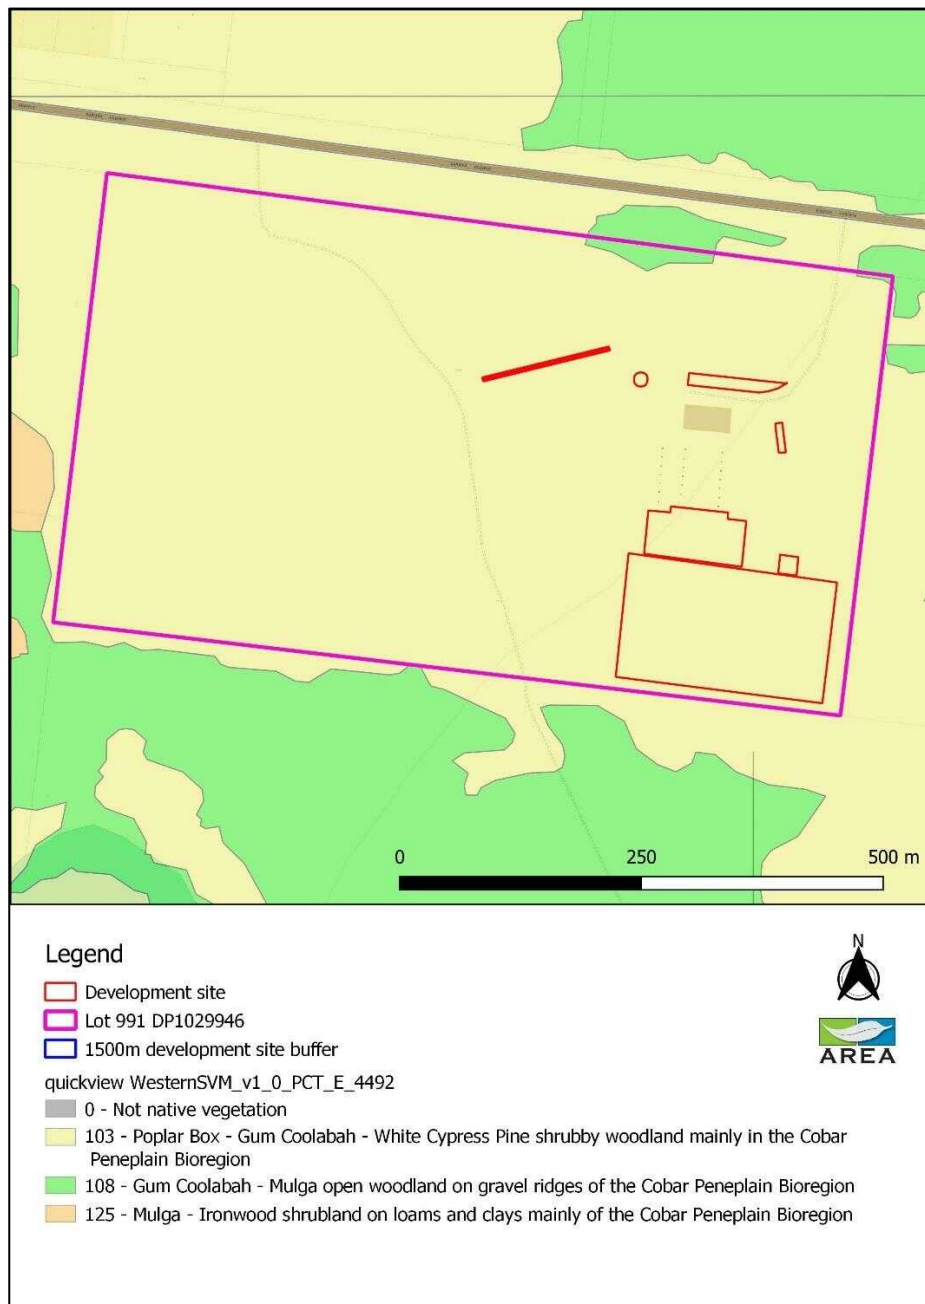 0 250 500 m
Legend
N
Development site
Lot 991 DP1029946
1500m development site buffer
AREA
quickview WesternSVM_v1_0_PCT_E_4492
0 - Not native vegetation
103 - Poplar Box - Gum Coolabah - White Cypress Pine shrubby woodland mainly in the Cobar
Peneplain Bioregion
108 - Gum Coolabah - Mulga open woodland on gravel ridges of the Cobar Peneplain Bioregion
125 - Mulga - Ironwood shrubland on loams and clays mainly of the Cobar Peneplain Bioregion